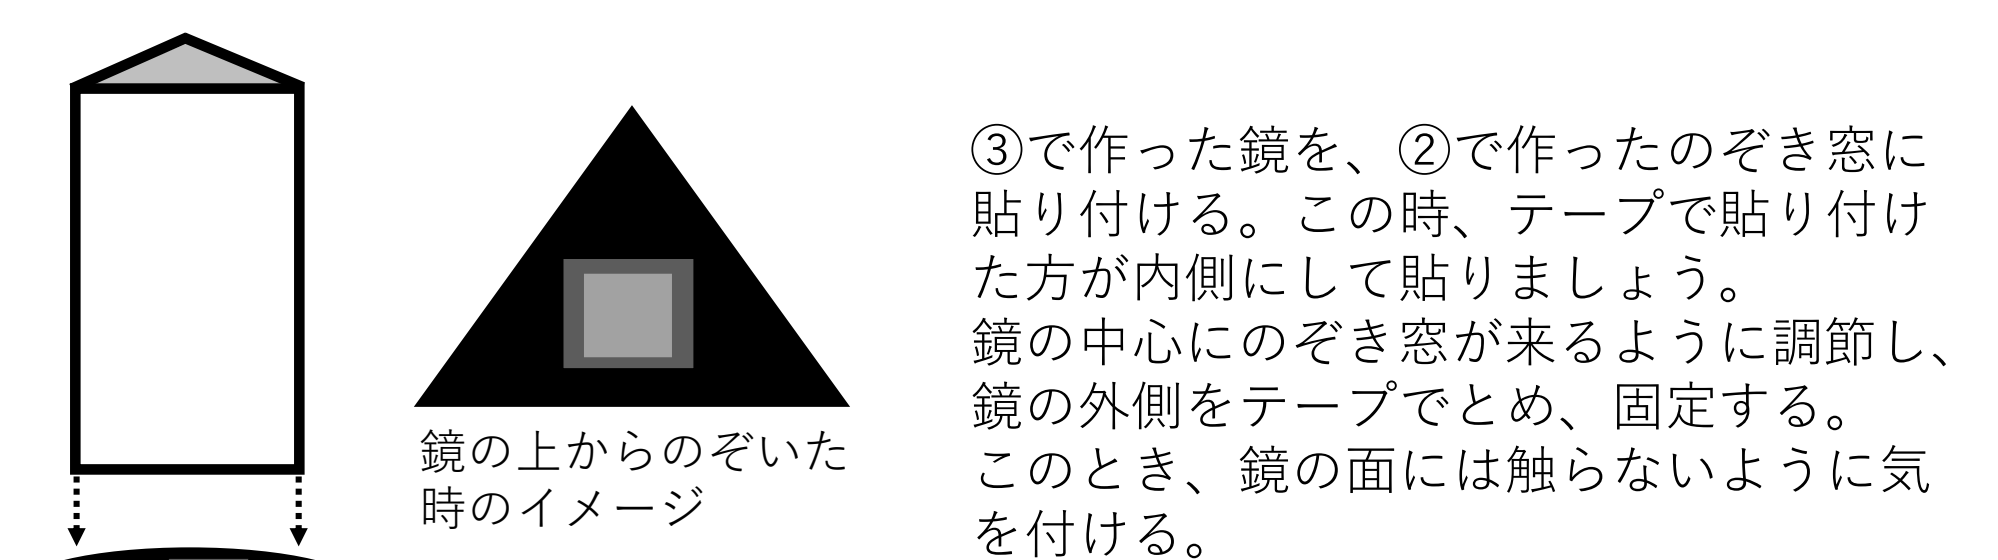 ③で作った鏡を、②で作ったのぞき窓に
貼り付ける。この時、テープで貼り付け
た方が内側にして貼りましょう。
鏡の中心にのぞき窓が来るように調節し、
鏡の外側をテープでとめ、固定する。
このとき、鏡の面には触らないように気
を付ける。
鏡の上からのぞいた
時のイメージ